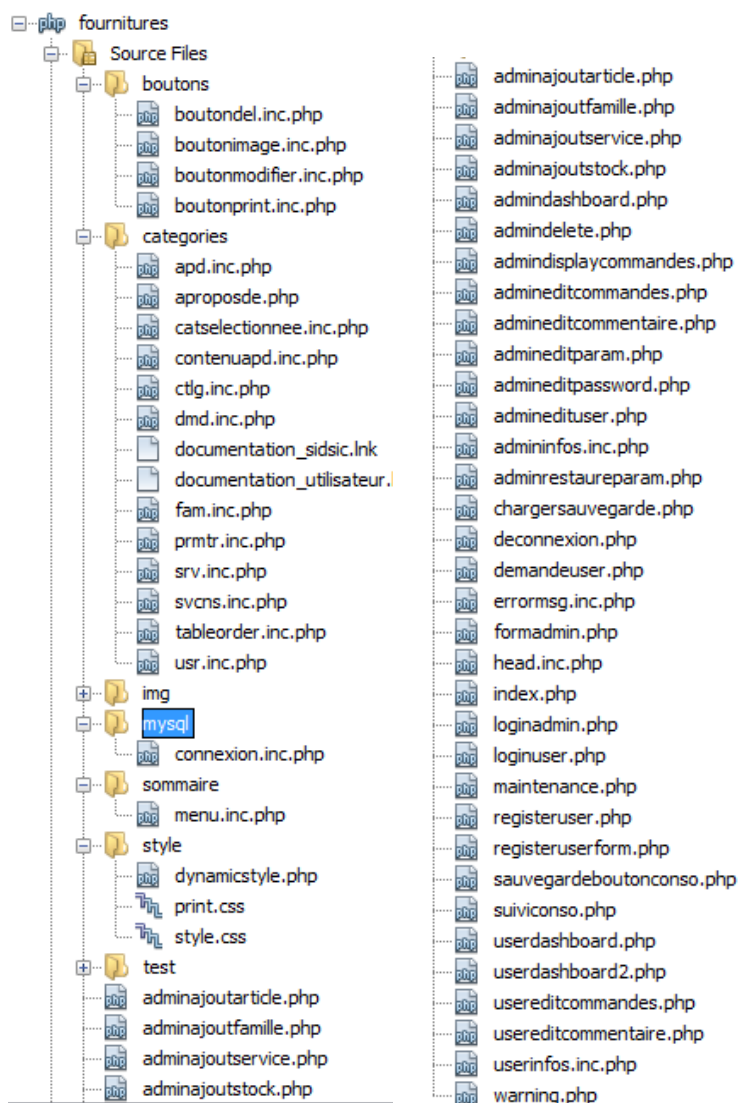 fournitures
Source Files
boutons
boutondel.inc.php
boutonimage.inc.php
boutonmodifier.inc.php
boutonprint.inc.php
categories
apd.inc.php
aproposde.php
catselectionnee.inc.php
contenuapd.inc.php
ctlg.inc.php
dmd.inc.php
documentation_sidsic.lnk
documentation_utilisateur.
fam.inc.php
prmtr.inc.php
srv.inc.php
svcns.inc.php
tableorder.inc.php
usr.inc.php
img
mysql
connexion.inc.php
sommaire
menu.inc.php
style
dynamicstyle.php
print.css
style.css
test
adminajoutarticle.php
adminajoutfamille.php
adminajoutservice.php
adminajoutstock.php
adminajoutarticle.php
adminajoutfamille.php
adminajoutservice.php
adminajoutstock.php
admindashboard.php
admindelete.php
admindisplaycommandes.php
admineditcommandes.php
admineditcommentaire.php
admineditparam.php
admineditpassword.php
adminedituser.php
admininfos.inc.php
adminrestaureparam.php
chargersauvegarde.php
deconnexion.php
demandeuser.php
errormsg.inc.php
formadmin.php
head.inc.php
index.php
loginadmin.php
loginuser.php
maintenance.php
registeruser.php
registeruserform.php
sauvegardeboutonconso.php
suiviconso.php
userdashboard.php
userdashboard2.php
usereditcommandes.php
usereditcommentaire.php
userinfos.inc.php
warning.php